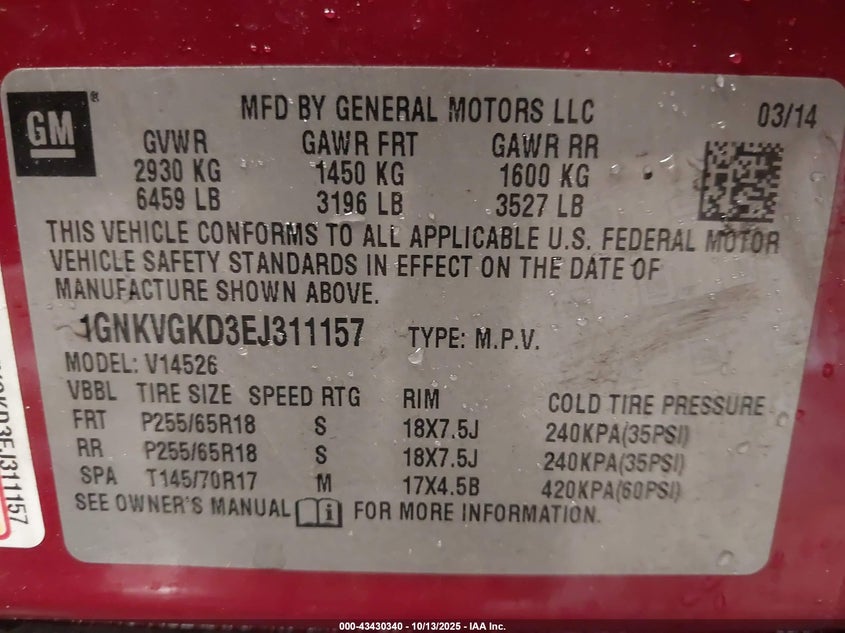 GM ®
MFD BY GENERAL MOTORS LLC 03/14
GVWR GAWR FRT GAWR RR
2930 KG 1450 KG 1600 KG
6459 LB 3196 LB 3527 LB
THIS VEHICLE CONFORMS TO ALL APPLICABLE U.S. FEDERAL MOTOR
VEHICLE SAFETY STANDARDS IN EFFECT ON THE DATE OF
MANUFACTURE SHOWN ABOVE.
1GNKVGKD3EJ311157 TYPE: M.P.V.
MODEL: V14526
VBBL TIRE SIZE SPEED RTG RIM COLD TIRE PRESSURE
FRT P255/65R18 S 18X7.5J 240KPA(35PSI)
RR P255/65R18 S 18X7.5J 240KPA(35PSI)
SPA T145/70R17 M 17X4.5B 420KPA(60PSI)
SEE OWNER'S MANUAL FOR MORE INFORMATION.
000-43430340 - 10/13/2025 - IAA Inc.